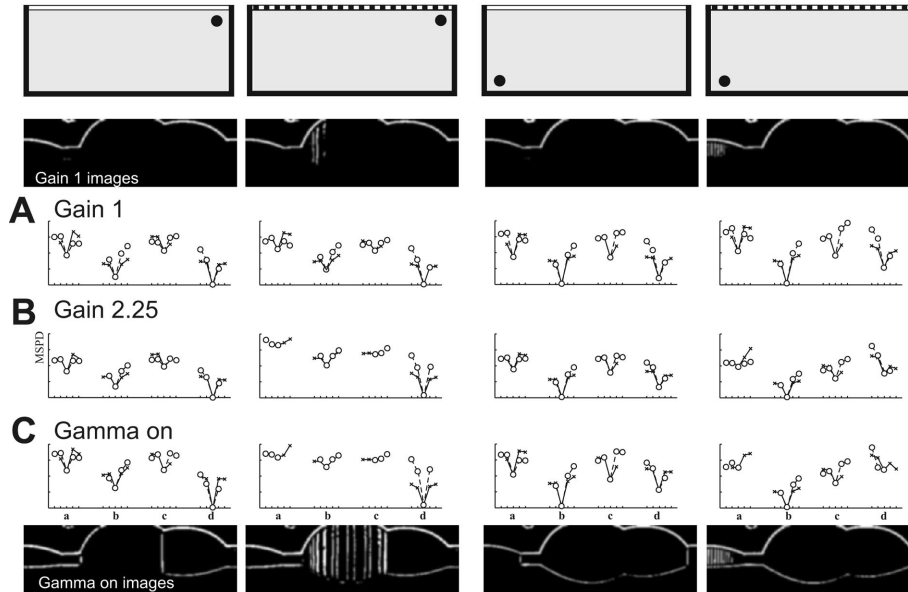 Gain 1 images
A Gain 1
B Gain 2.25
MSPD
C Gamma on
a b c d a b c d a b c d a b c d
Gamma on images